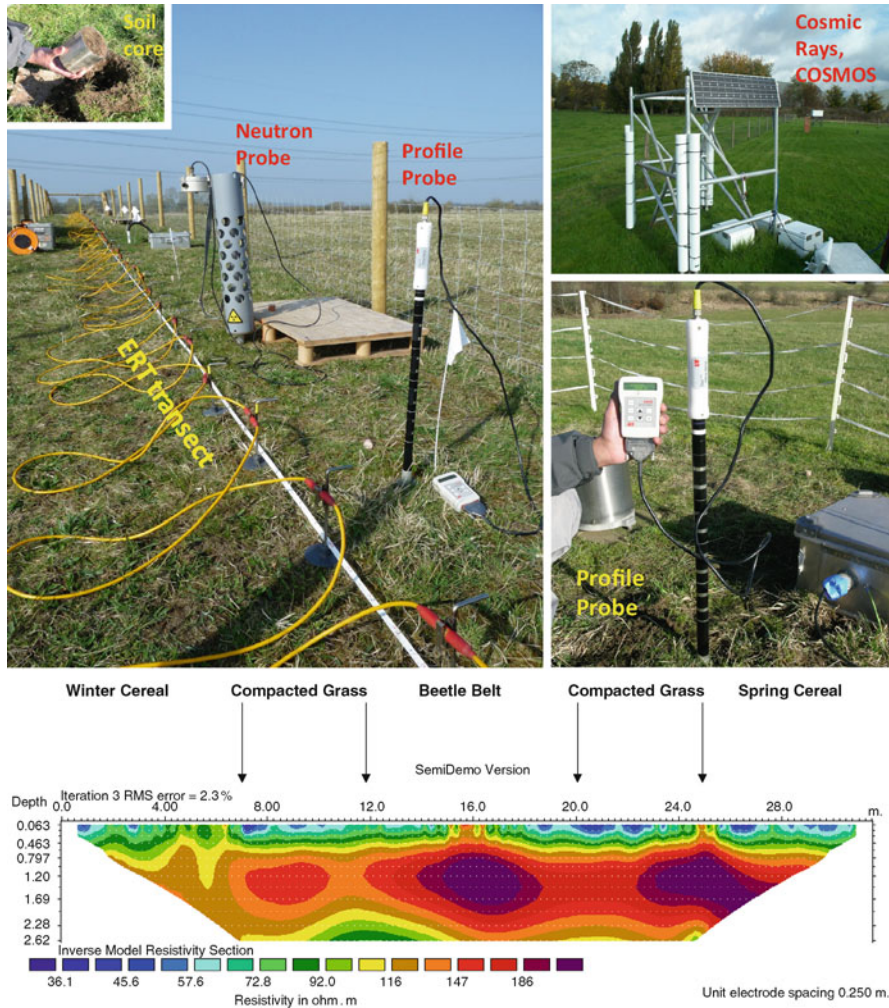 Soil
core
Neutron
Probe
Profile
Probe
ERT transect
Cosmic
Rays,
COSMOS
Profile
Probe
Winter Cereal Compacted Grass Beetle Belt Compacted Grass Spring Cereal
SemiDemo Version
Iteration 3 RMS error = 2.3 %
Depth 0.0 4.00 8.00 12.0 16.0 20.0 24.0 28.0 m.
0.063
0.463
0.797
1.20
1.69
2.28
2.62
Inverse Model Resistivity Section
36.1 45.6 57.6 72.8 92.0 116 147 186
Resistivity in ohm . m
Unit electrode spacing 0.250 m.